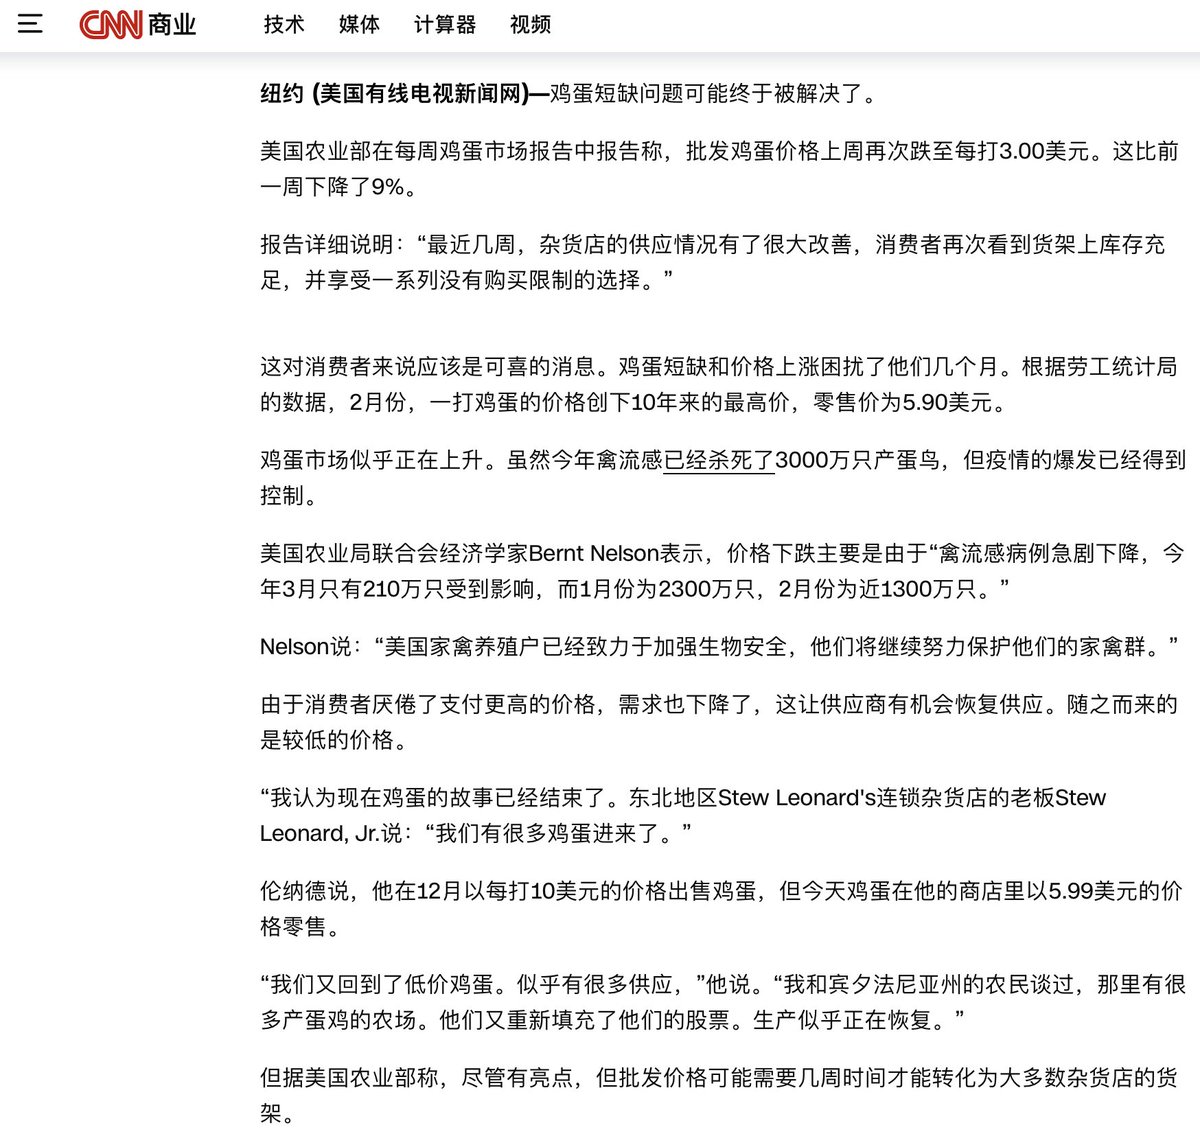 CNN商业 技术 媒体 计算器 视频
纽约 (美国有线电视新闻网)—鸡蛋短缺问题可能终于被解决了。
美国农业部在每周鸡蛋市场报告中报告称，批发鸡蛋价格上周再次跌至每打3.00美元。这比前
一周下降了9%。
报告详细说明：“最近几周，杂货店的供应情况有了很大改善，消费者再次看到货架上库存充
足，并享受一系列没有购买限制的选择。”
这对消费者来说应该是可喜的消息。鸡蛋短缺和价格上涨困扰了他们几个月。根据劳工统计局
的数据，2月份，一打鸡蛋的价格创下10年来的最高价，零售价为5.90美元。
鸡蛋市场似乎正在上升。虽然今年禽流感已经杀死了3000万只产蛋鸟，但疫情的爆发已经得到
控制。
美国农业局联合会经济学家Bernt Nelson表示，价格下跌主要是由于“禽流感病例急剧下降，今
年3月只有210万只受到影响，而1月份为2300万只，2月份为近1300万只。”
Nelson说：“美国家禽养殖户已经致力于加强生物安全，他们将继续努力保护他们的家禽群。”
由于消费者厌倦了支付更高的价格，需求也下降了，这让供应商有机会恢复供应。随之而来的
是较低的价格。
“我认为现在鸡蛋的故事已经结束了。东北地区Stew Leonard's连锁杂货店的老板Stew
Leonard, Jr.说：“我们有很多鸡蛋进来了。”
伦纳德说，他在12月以每打10美元的价格出售鸡蛋，但今天鸡蛋在他的商店里以5.99美元的价
格零售。
“我们又回到了低价鸡蛋。似乎有很多供应，”他说。“我和宾夕法尼亚州的农民谈过，那里有很
多产蛋鸡的农场。他们又重新填充了他们的股票。生产似乎正在恢复。”
但据美国农业部称，尽管有亮点，但批发价格可能需要几周时间才能转化为大多数杂货店的货
架。